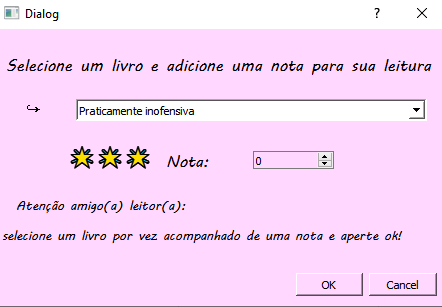 Dialog
Selecione um livro e adicione uma nota para sua leitura
Praticamente inofensiva
Nota: 0
Atenção amigo(a) leitor(a):
selecione um livro por vez acompanhado de uma nota e aperte ok!
OK Cancel